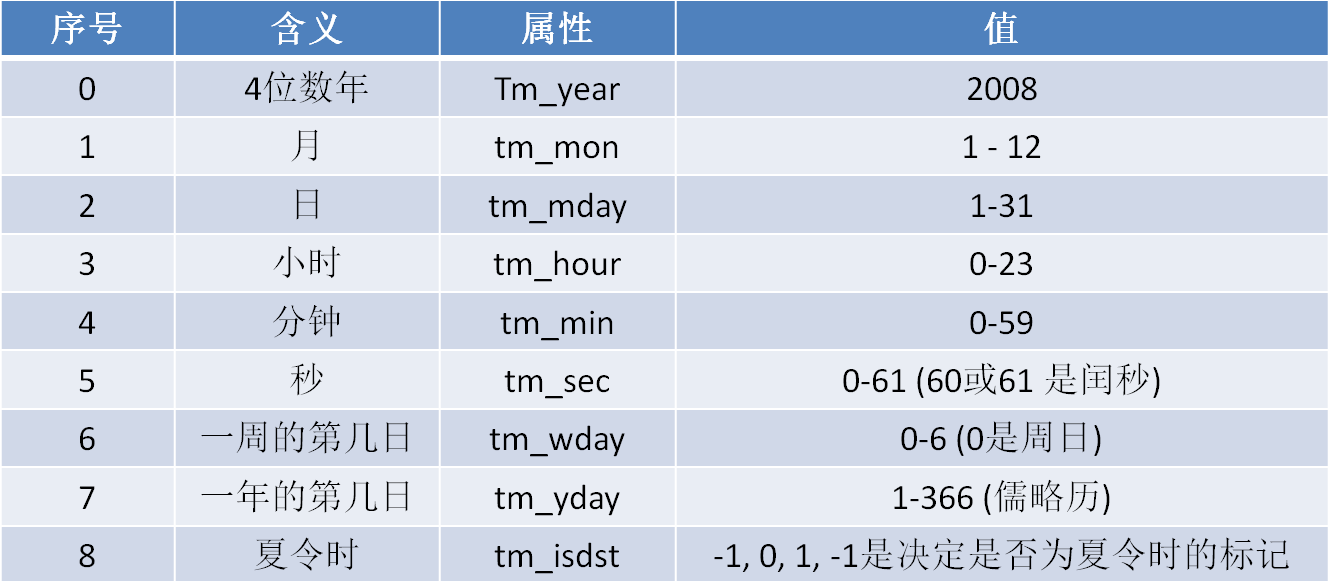 序号 含义 属性 值
0 4位数年 Tm_year 2008
1 月 tm_mon 1 - 12
2 日 tm_mday 1-31
3 小时 tm_hour 0-23
4 分钟 tm_min 0-59
5 秒 tm_sec 0-61 (60或61 是闰秒)
6 一周的第几日 tm_wday 0-6 (0是周日)
7 一年的第几日 tm_yday 1-366 (儒略历)
8 夏令时 tm_isdst -1, 0, 1, -1是决定是否为夏令时的标记